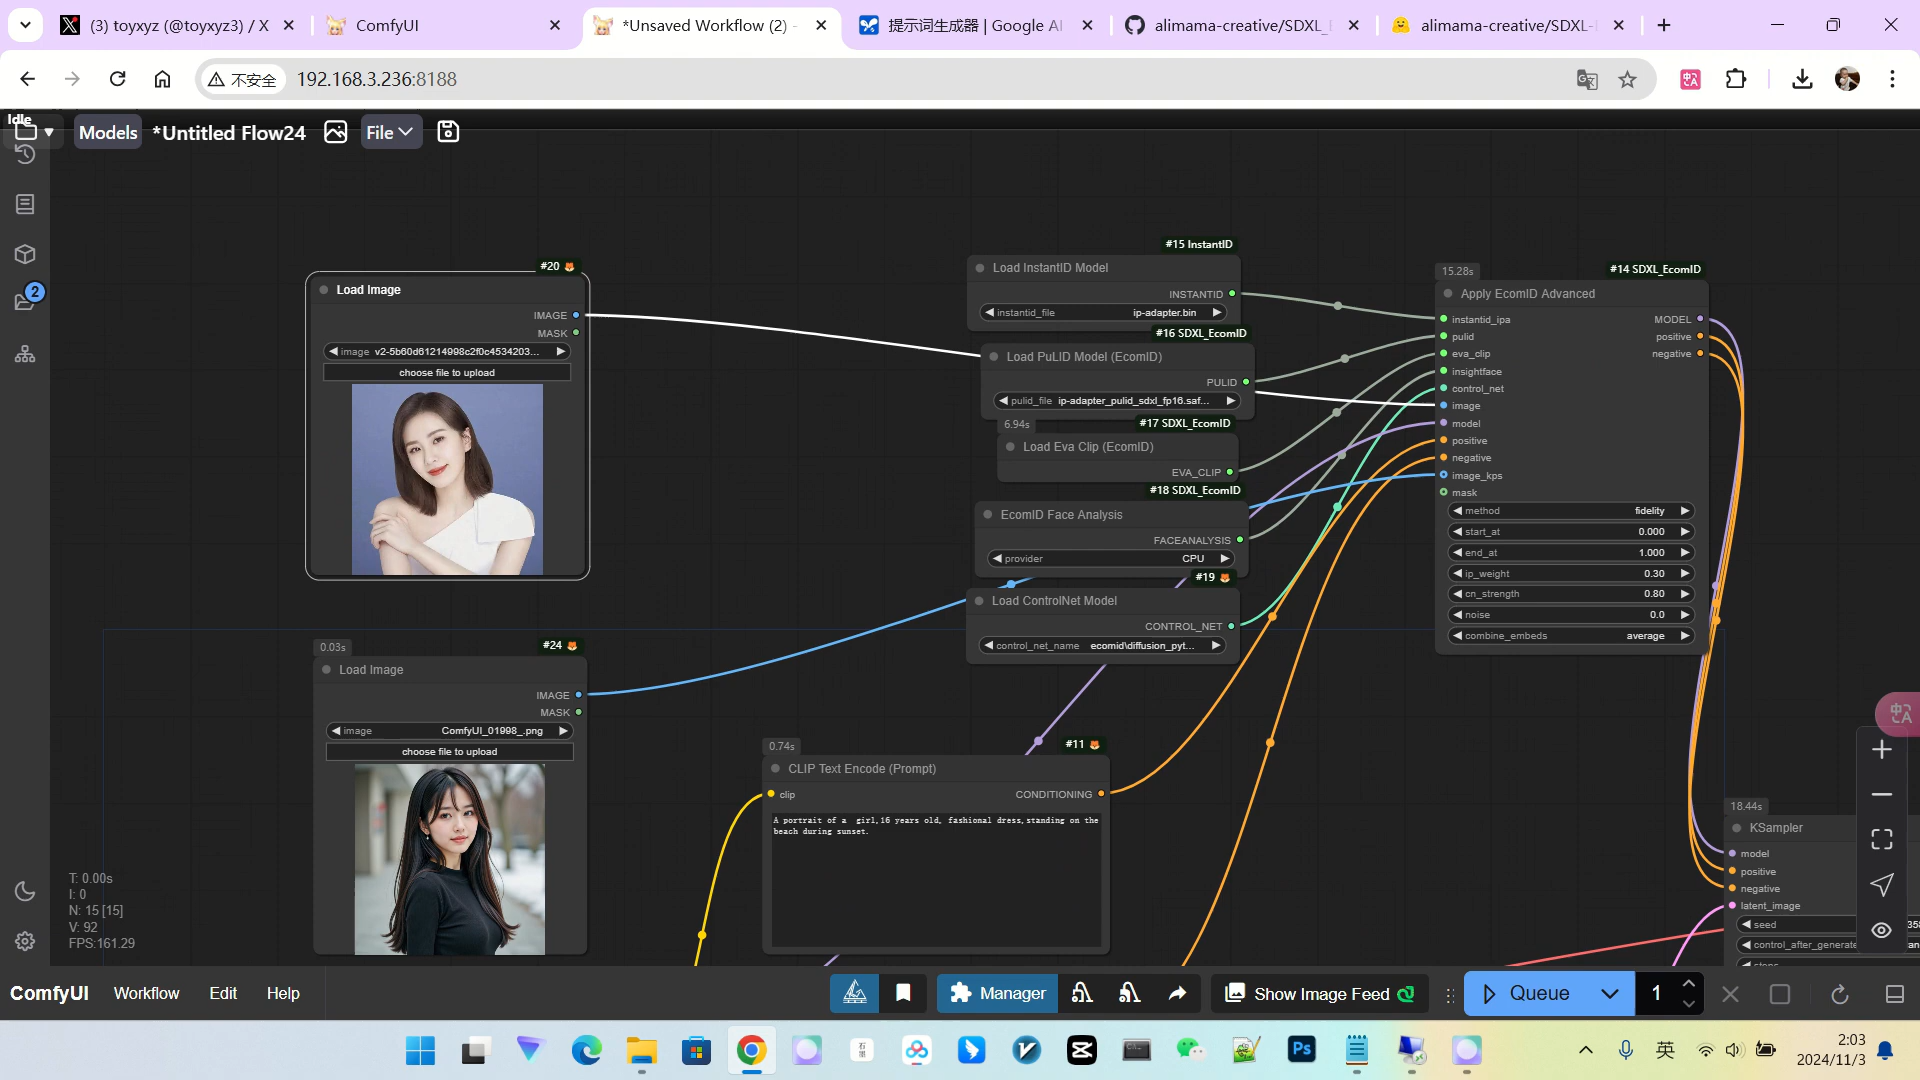 (3) toyxyz (@toyxyz3) / X
ComfyUI
*Unsaved Workflow (2) -
提示词生成器 | Google AI
alimama-creative/SDXL_
alimama-creative/SDXL-
不安全
192.168.3.236:8188
Idle
Models
*Untitled Flow24
File
2
#20
Load Image
IMAGE
MASK
image v2-5b60d61214998c2f0c4534203...
choose file to upload
0.03s
#24
Load Image
IMAGE
MASK
image ComfyUI_01998_.png
choose file to upload
#15 InstantID
Load InstantID Model
INSTANTID
instantid_file ip-adapter.bin
#16 SDXL_EcomID
Load PuLID Model (EcomID)
PULID
pulid_file ip-adapter_pulid_sdxl_fp16.saf...
6.94s
#17 SDXL_EcomID
Load Eva Clip (EcomID)
EVA_CLIP
#18 SDXL_EcomID
EcomID Face Analysis
FACEANALYSIS
provider CPU
#19
Load ControlNet Model
CONTROL_NET
control_net_name ecomid\diffusion_pyt...
0.74s
#11
CLIP Text Encode (Prompt)
clip
CONDITIONING
A portrait of a girl,16 years old, fashional dress,standing on the
beach during sunset.
15.28s
#14 SDXL_EcomID
Apply EcomID Advanced
instantid_ipa MODEL
pulid positive
eva_clip negative
insightface
control_net
image
model
positive
negative
image_kps
mask
method fidelity
start_at 0.000
end_at 1.000
ip_weight 0.30
cn_strength 0.80
noise 0.0
combine_embeds average
18.44s
KSampler
model
positive
negative
latent_image
seed
control_after_generate
T: 0.00s
I: 0
N: 15 [15]
V: 92
FPS:161.29
ComfyUI
Workflow
Edit
Help
Manager
Show Image Feed
Queue
1
Ps
英
2:03
2024/11/3